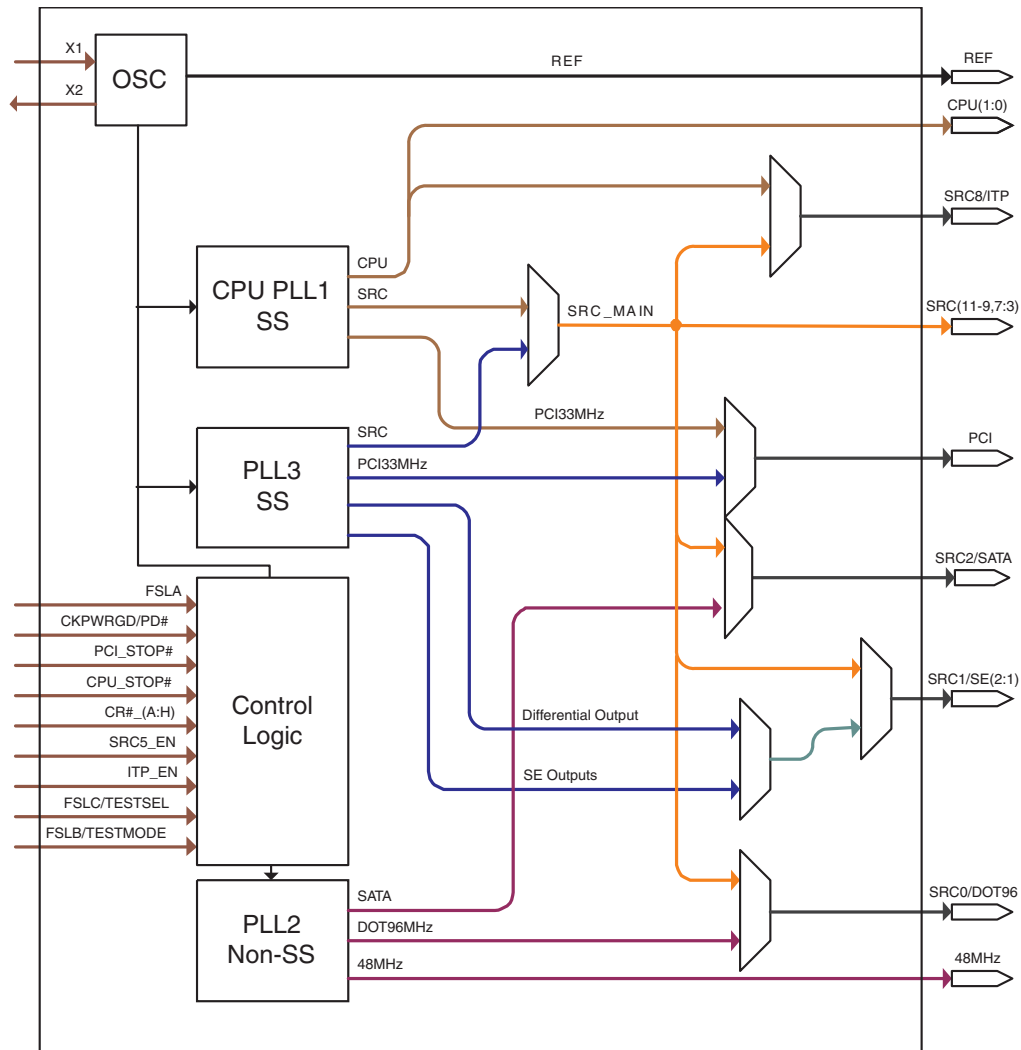 X1
X2
OSC
REF
REF
CPU(1:0)
SRC8/ITP
CPU PLL1
SS
CPU
SRC
SRC_MAIN
SRC(11-9,7:3)
PCI33MHz
PCI
PLL3
SS
SRC
PCI33MHz
SRC2/SATA
FSLA
CKPWRGD/PD#
PCI_STOP#
CPU_STOP#
CR#_(A:H)
SRC5_EN
ITP_EN
FSLC/TESTSEL
FSLB/TESTMODE
Control
Logic
Differential Output
SE Outputs
SRC1/SE(2:1)
PLL2
Non-SS
SATA
DOT96MHz
48MHz
SRC0/DOT96
48MHz